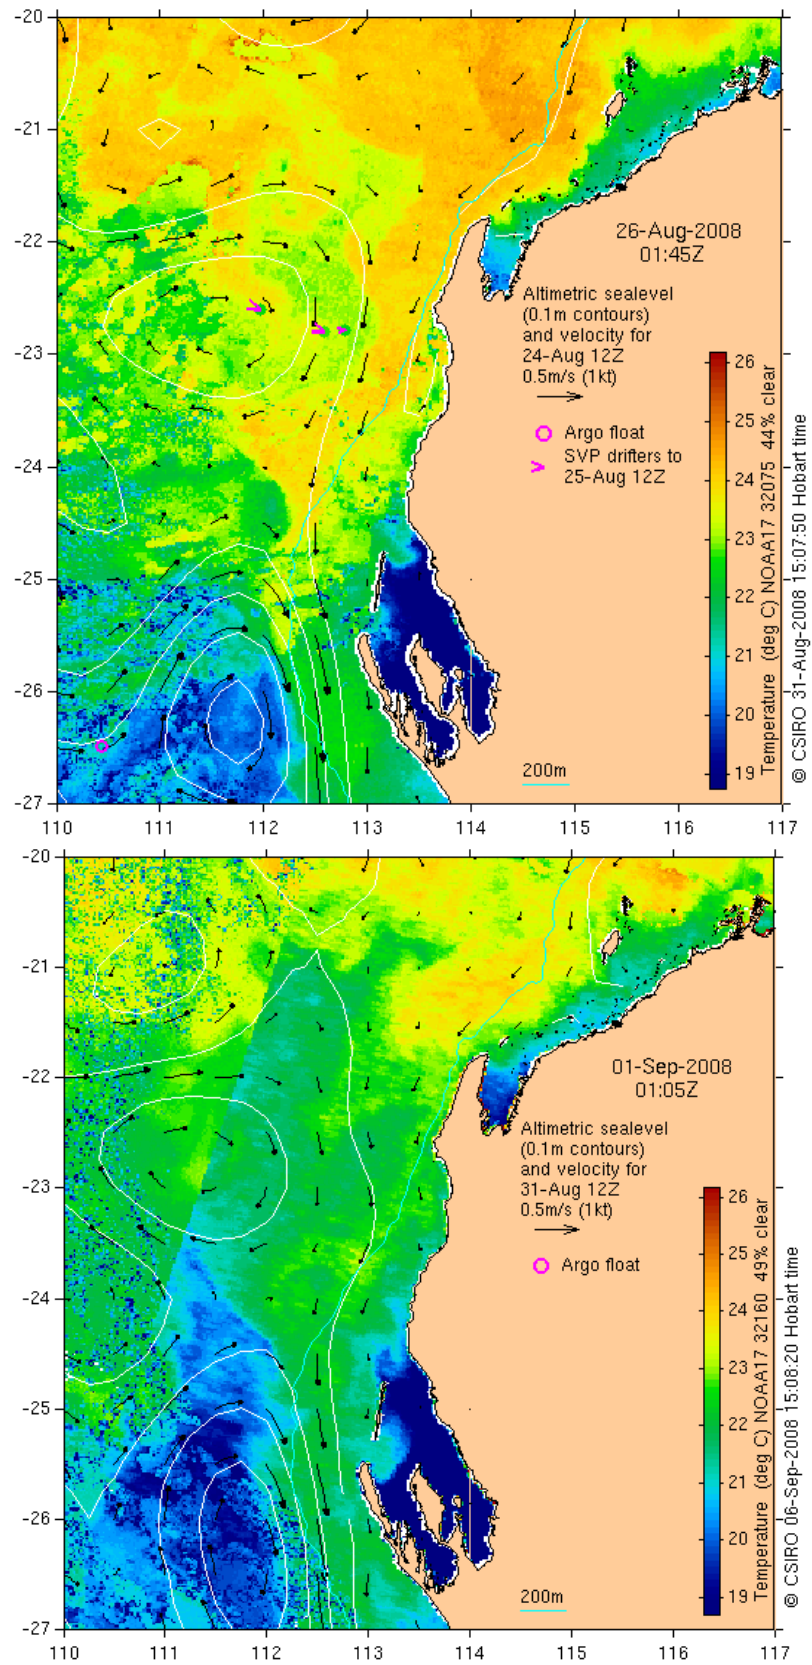 -20
-21
-22
-23
-24
-25
-26
-27
110
111
112
113
114
115
116
117
26-Aug-2008
01:45Z
Altimetric sealevel
(0.1m contours)
and velocity for
24-Aug 12Z
0.5m/s (1kt)
Argo float
SVP drifters to
25-Aug 12Z
200m
26
25
24
23
22
21
20
19
Temperature (deg C) NOAA17 32075 44% clear
© CSIRO 31-Aug-2008 15:07:50 Hobart time
-20
-21
-22
-23
-24
-25
-26
-27
110
111
112
113
114
115
116
117
01-Sep-2008
01:05Z
Altimetric sealevel
(0.1m contours)
and velocity for
31-Aug 12Z
0.5m/s (1kt)
Argo float
200m
26
25
24
23
22
21
20
19
Temperature (deg C) NOAA17 32160 49% clear
© CSIRO 06-Sep-2008 15:08:20 Hobart time